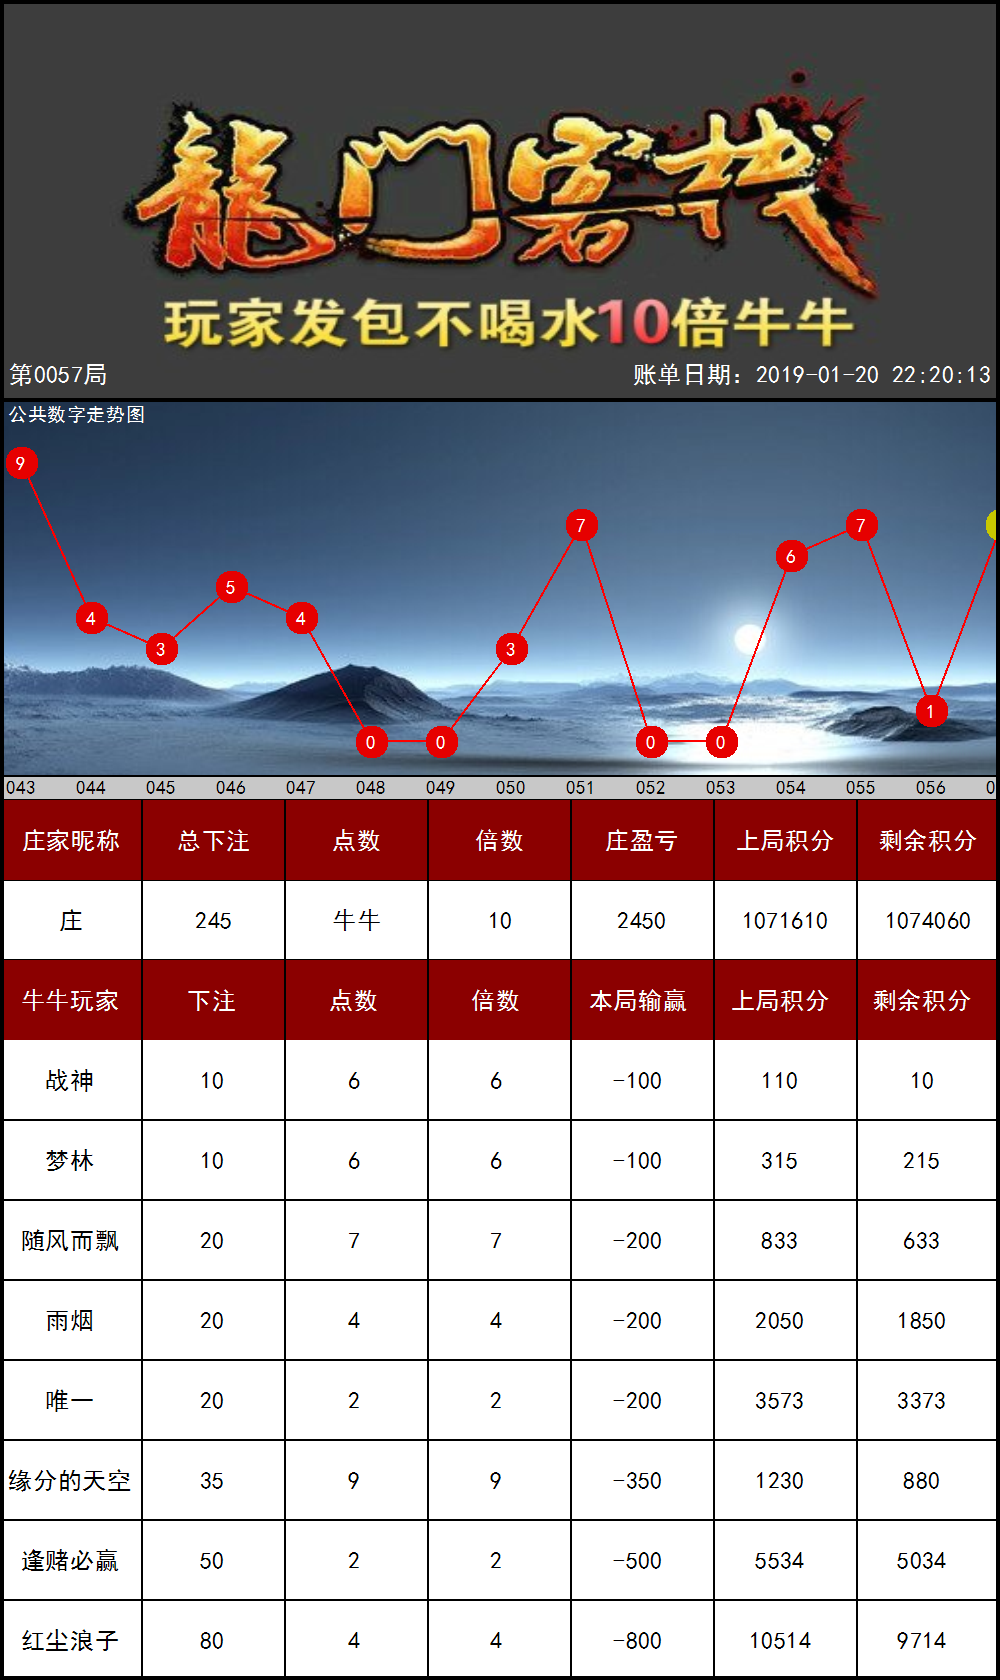 龍门客栈
玩家发包不喝水10倍牛牛
第0057局 账单日期：2019-01-20 22:20:13
公共数字走势图
9
7 7
6
5
4 4
3 3
1
0 0 0 0
043 044 045 046 047 048 049 050 051 052 053 054 055 056 0
庄家昵称 总下注 点数 倍数 庄盈亏 上局积分 剩余积分
庄 245 牛牛 10 2450 1071610 1074060
牛牛玩家 下注 点数 倍数 本局输赢 上局积分 剩余积分
战神 10 6 6 -100 110 10
梦林 10 6 6 -100 315 215
随风而飘 20 7 7 -200 833 633
雨烟 20 4 4 -200 2050 1850
唯一 20 2 2 -200 3573 3373
缘分的天空 35 9 9 -350 1230 880
逢赌必赢 50 2 2 -500 5534 5034
红尘浪子 80 4 4 -800 10514 9714